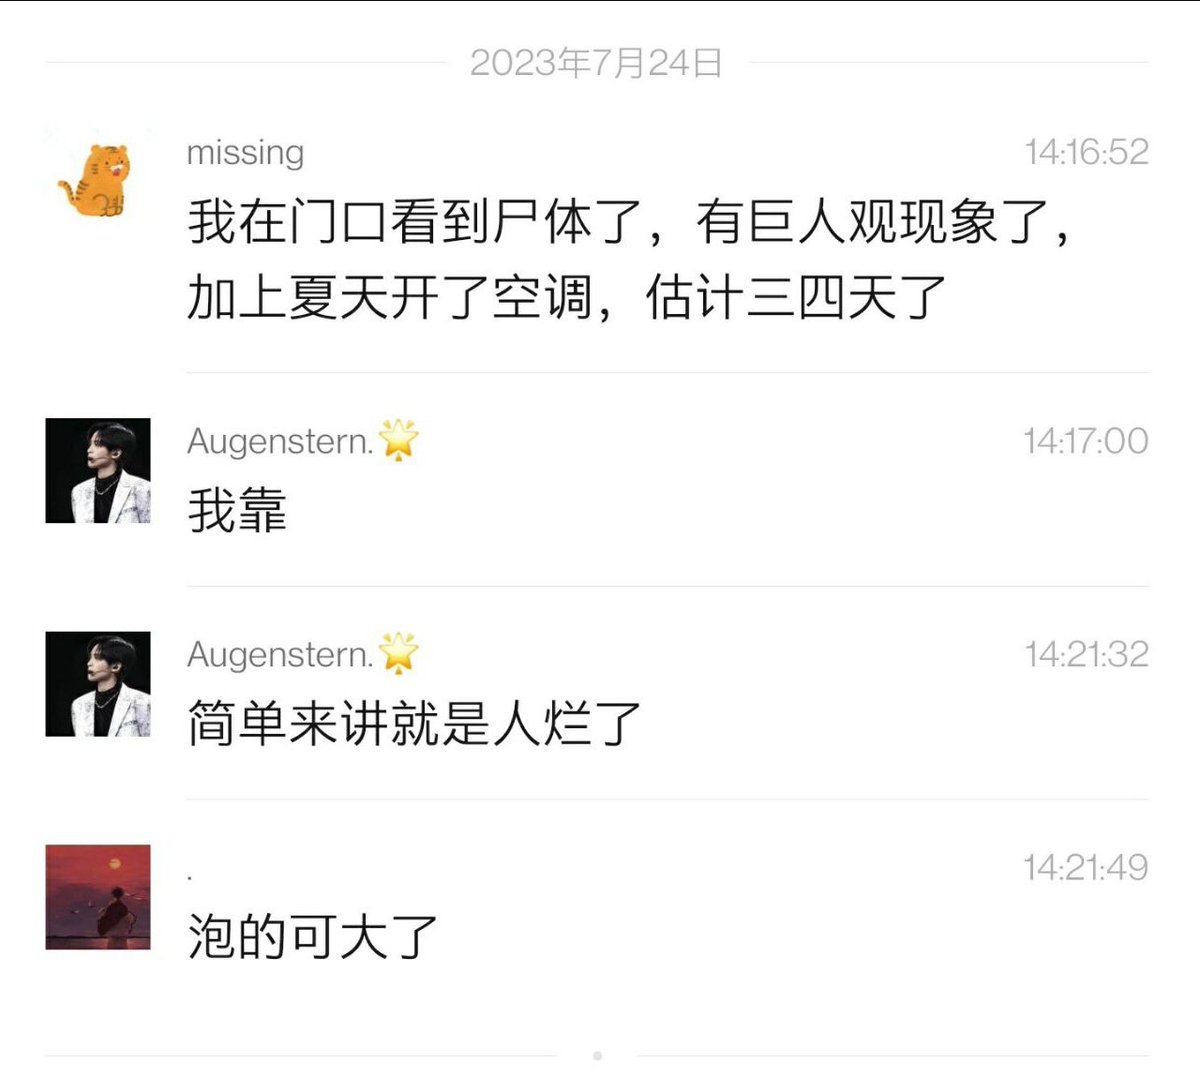 2023年7月24日
missing 14:16:52
我在门口看到尸体了，有巨人观现象了，
加上夏天开了空调，估计三四天了
Augenstern.🌟 14:17:00
我靠
Augenstern.🌟 14:21:32
简单来讲就是人烂了
. 14:21:49
泡的可大了